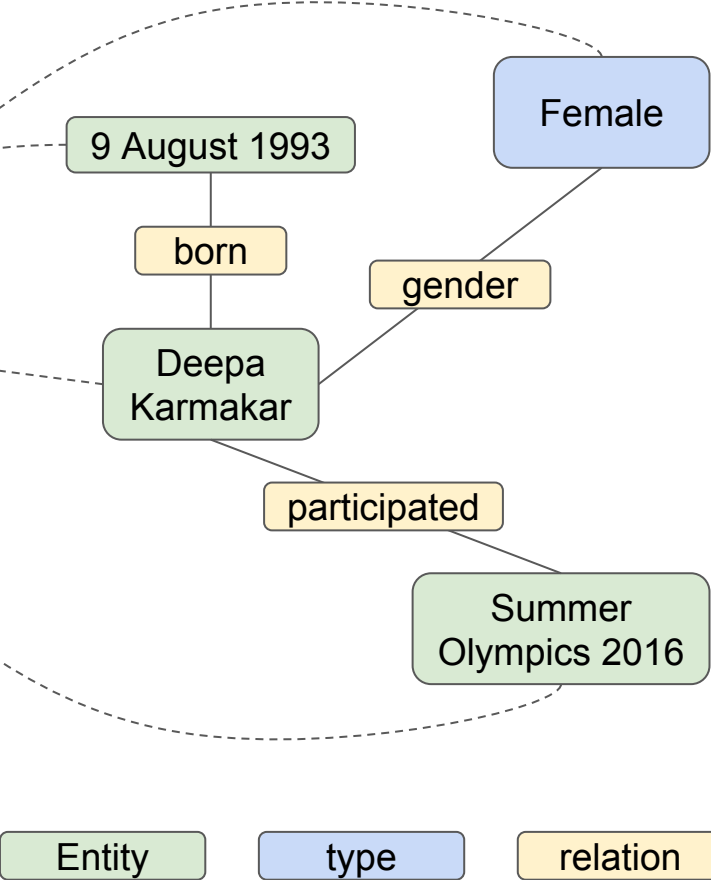 Female
9 August 1993
born
gender
Deepa
Karmakar
participated
Summer
Olympics 2016
Entity
type
relation